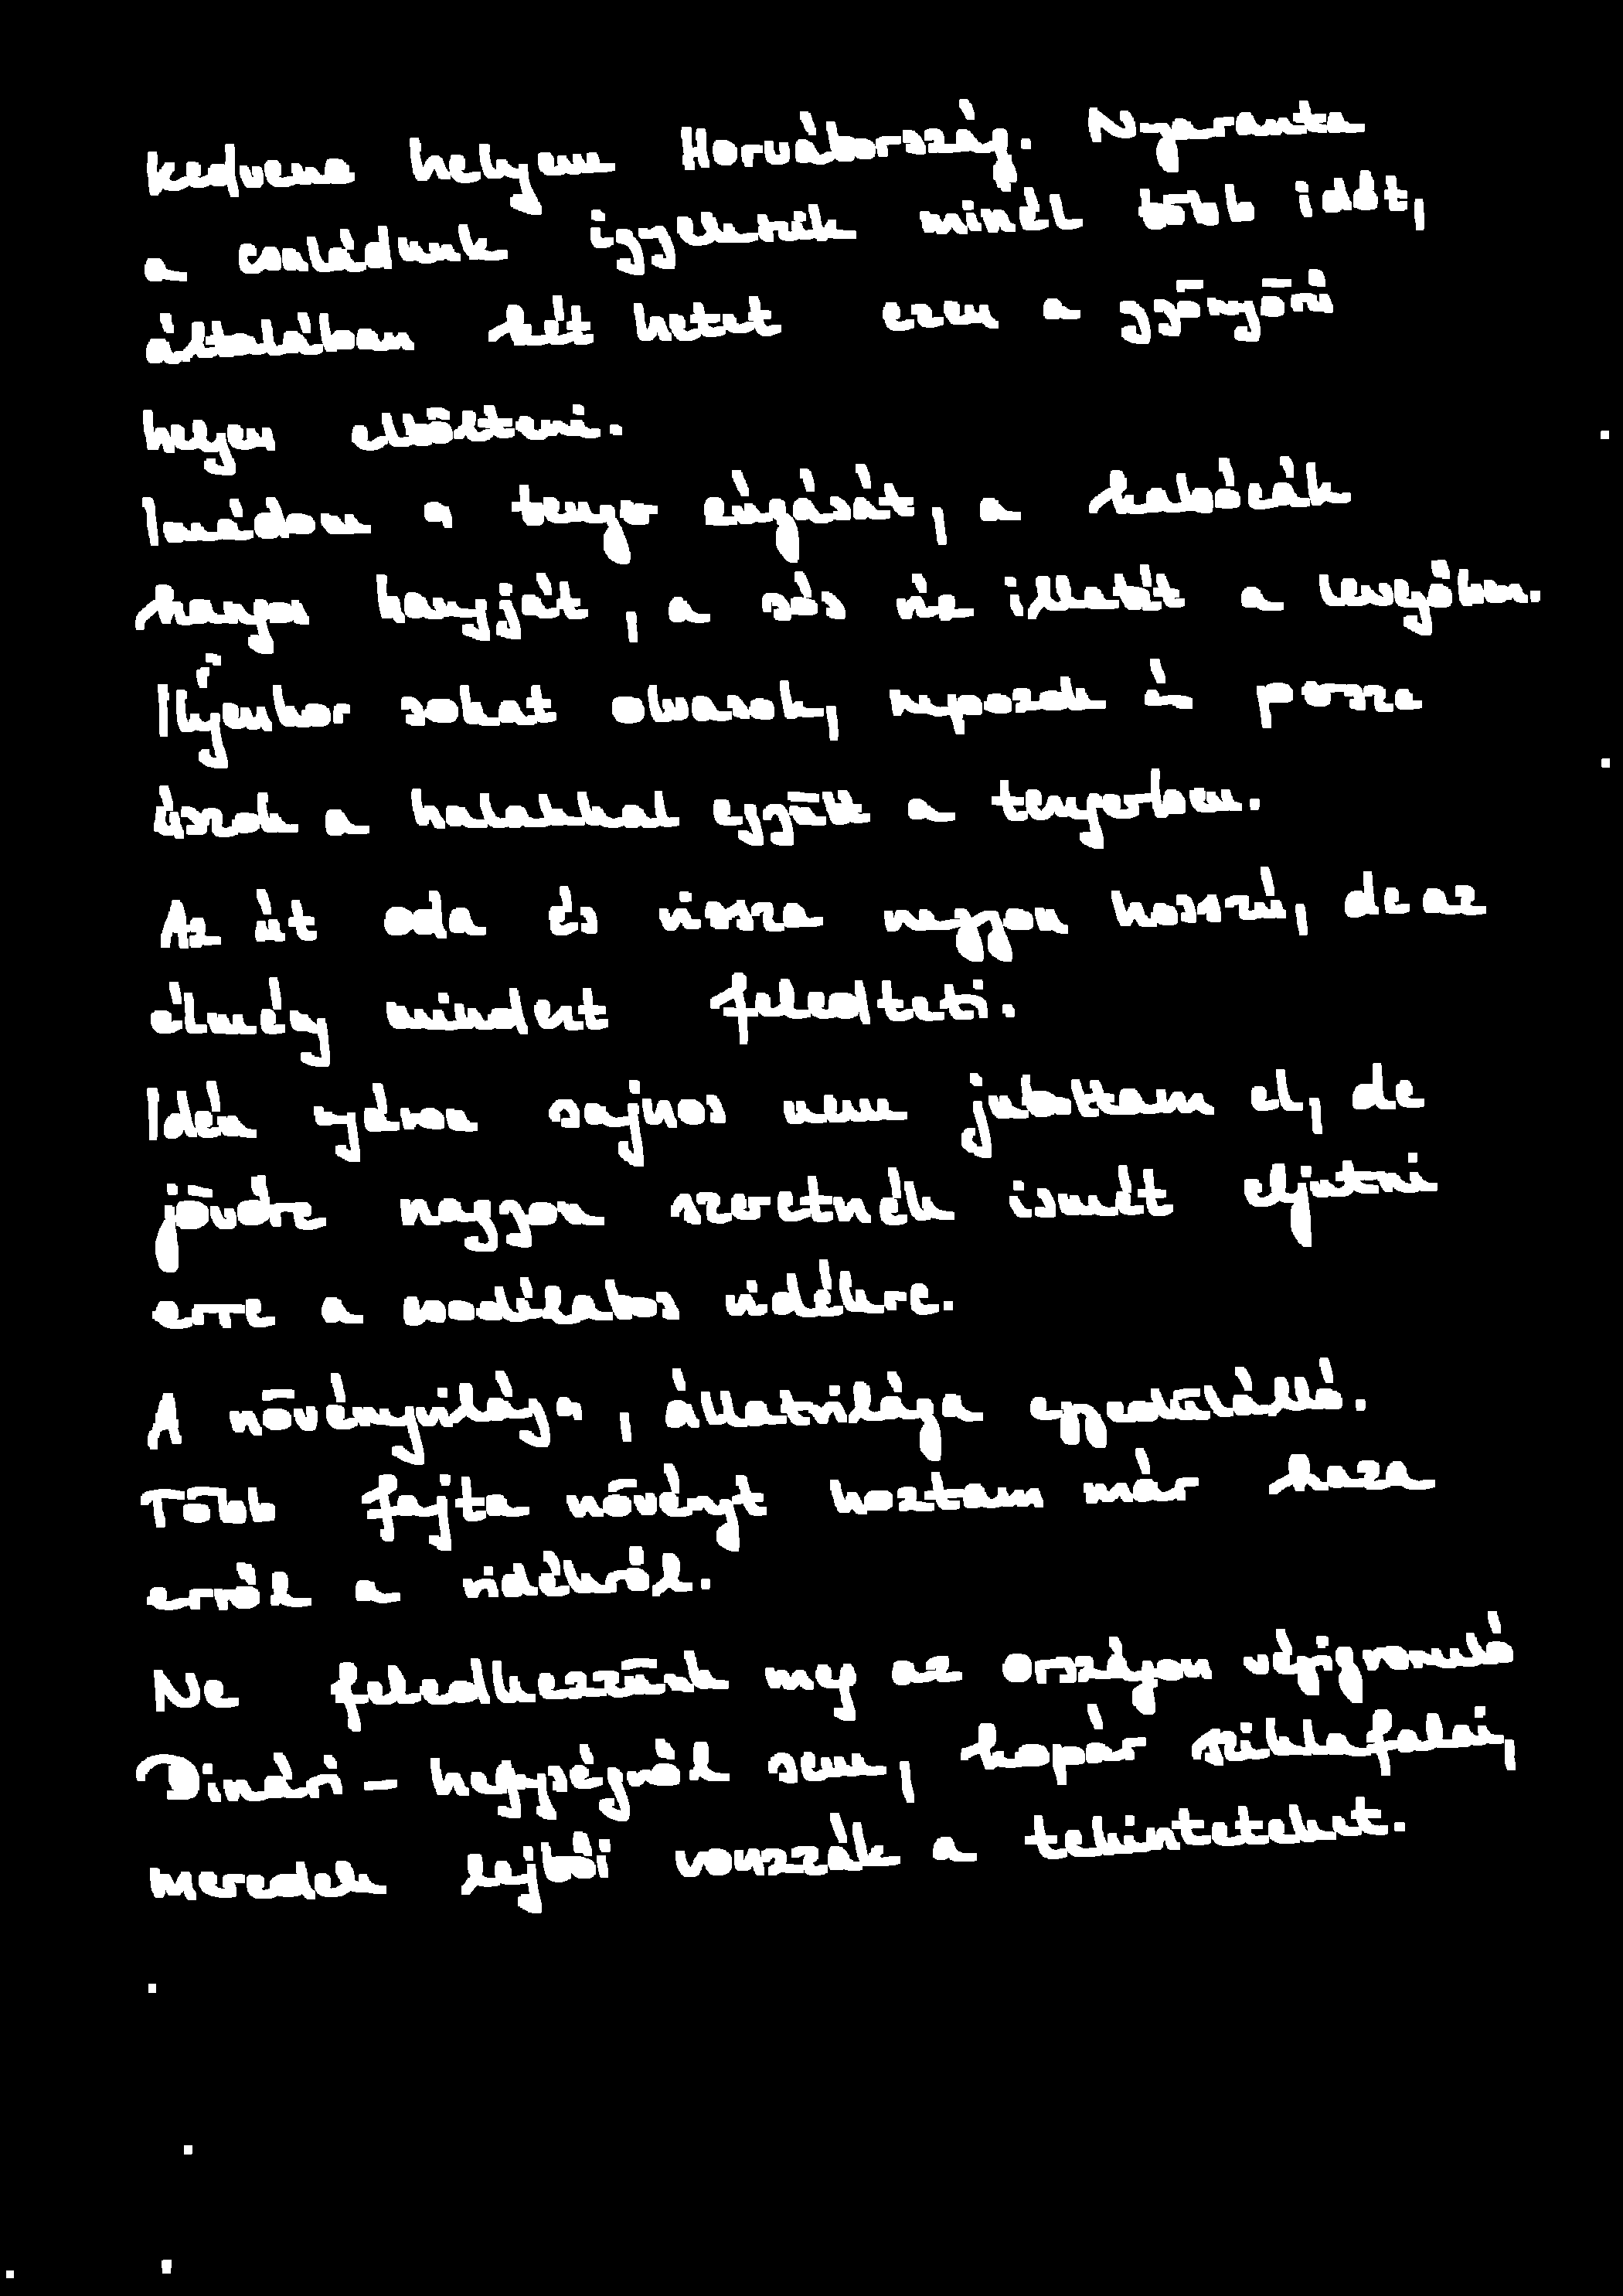 Kedvenc helyem Horvátország. Nyaranta
a családunk igyekszik minél több időt,
általában két hetet ezen a gyönyörű
helyen eltölteni.
Imádom a tenger zúgását, a kabócák
hangos hangját, a sós víz illatát a levegőben.
Ilyenkor sokat olvasok, naposzok és persze
úszok a halakkal együtt a tengerben.
Az út oda és vissza nagyon hosszú, de az
élmény mindezt feledteti.
Idén nyáron sajnos nem jutottam el, de
jövőre nagyon szeretnék ismét eljutni
erre a csodálatos vidékre.
A növényvilága, állatvilága egyedülálló.
Több fajta növényt hoztam már haza
erről a vidékről.
Ne feledkezzünk meg az országon végigvonuló
Dinári - hegységről sem, kopár sziklafalai,
meredek lejtői vonzzák a tekinteteket.